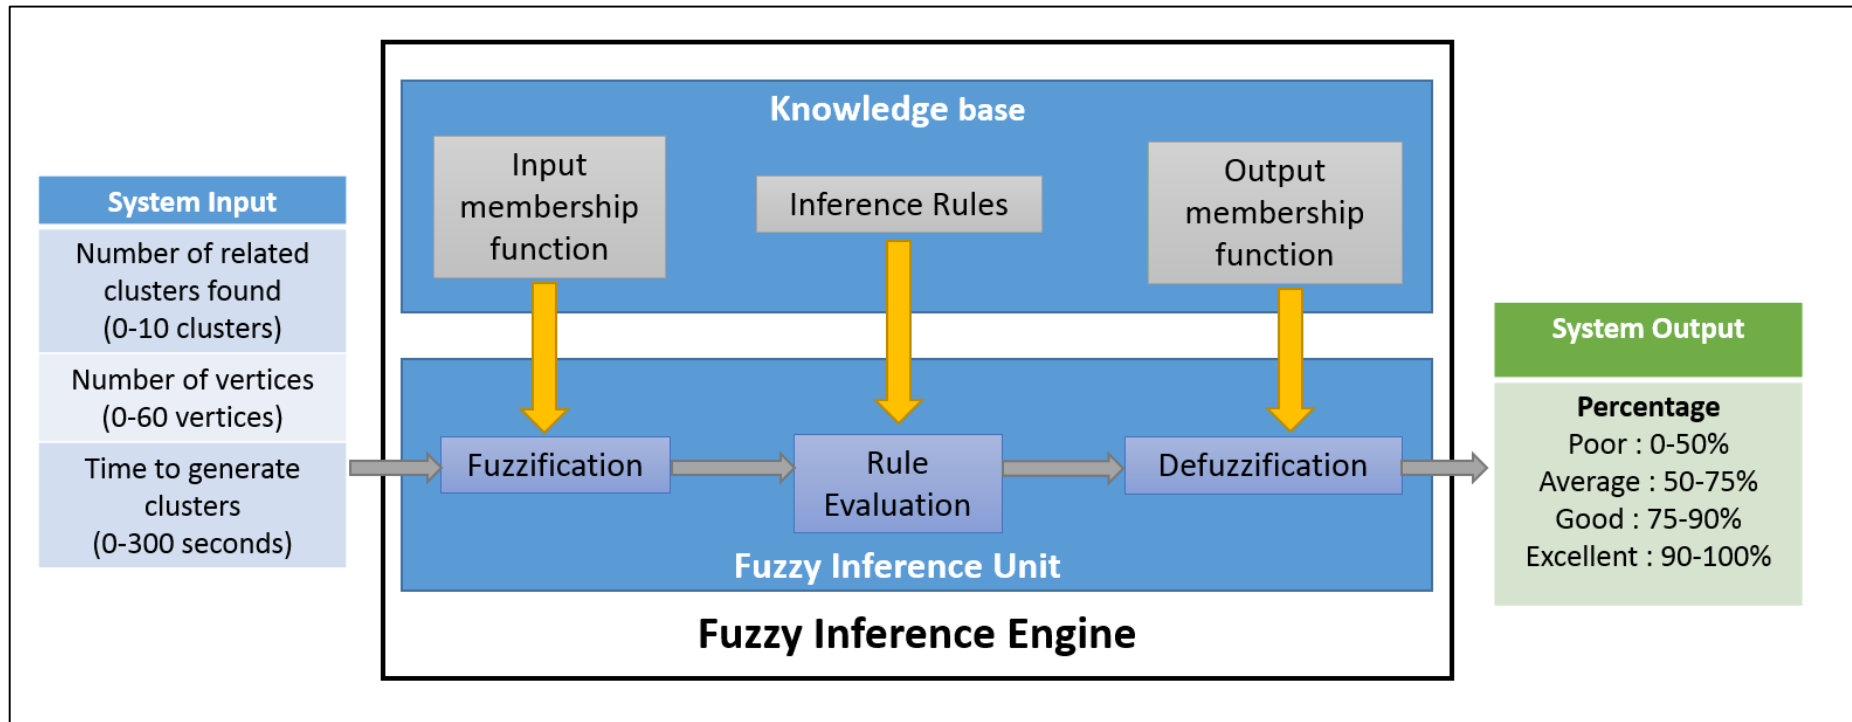 System Input
Number of related
clusters found
(0-10 clusters)
Number of vertices
(0-60 vertices)
Time to generate
clusters
(0-300 seconds)
Knowledge base
Input
membership
function
Inference Rules
Output
membership
function
Fuzzification
Rule
Evaluation
Defuzzification
Fuzzy Inference Unit
Fuzzy Inference Engine
System Output
Percentage
Poor : 0-50%
Average : 50-75%
Good : 75-90%
Excellent : 90-100%